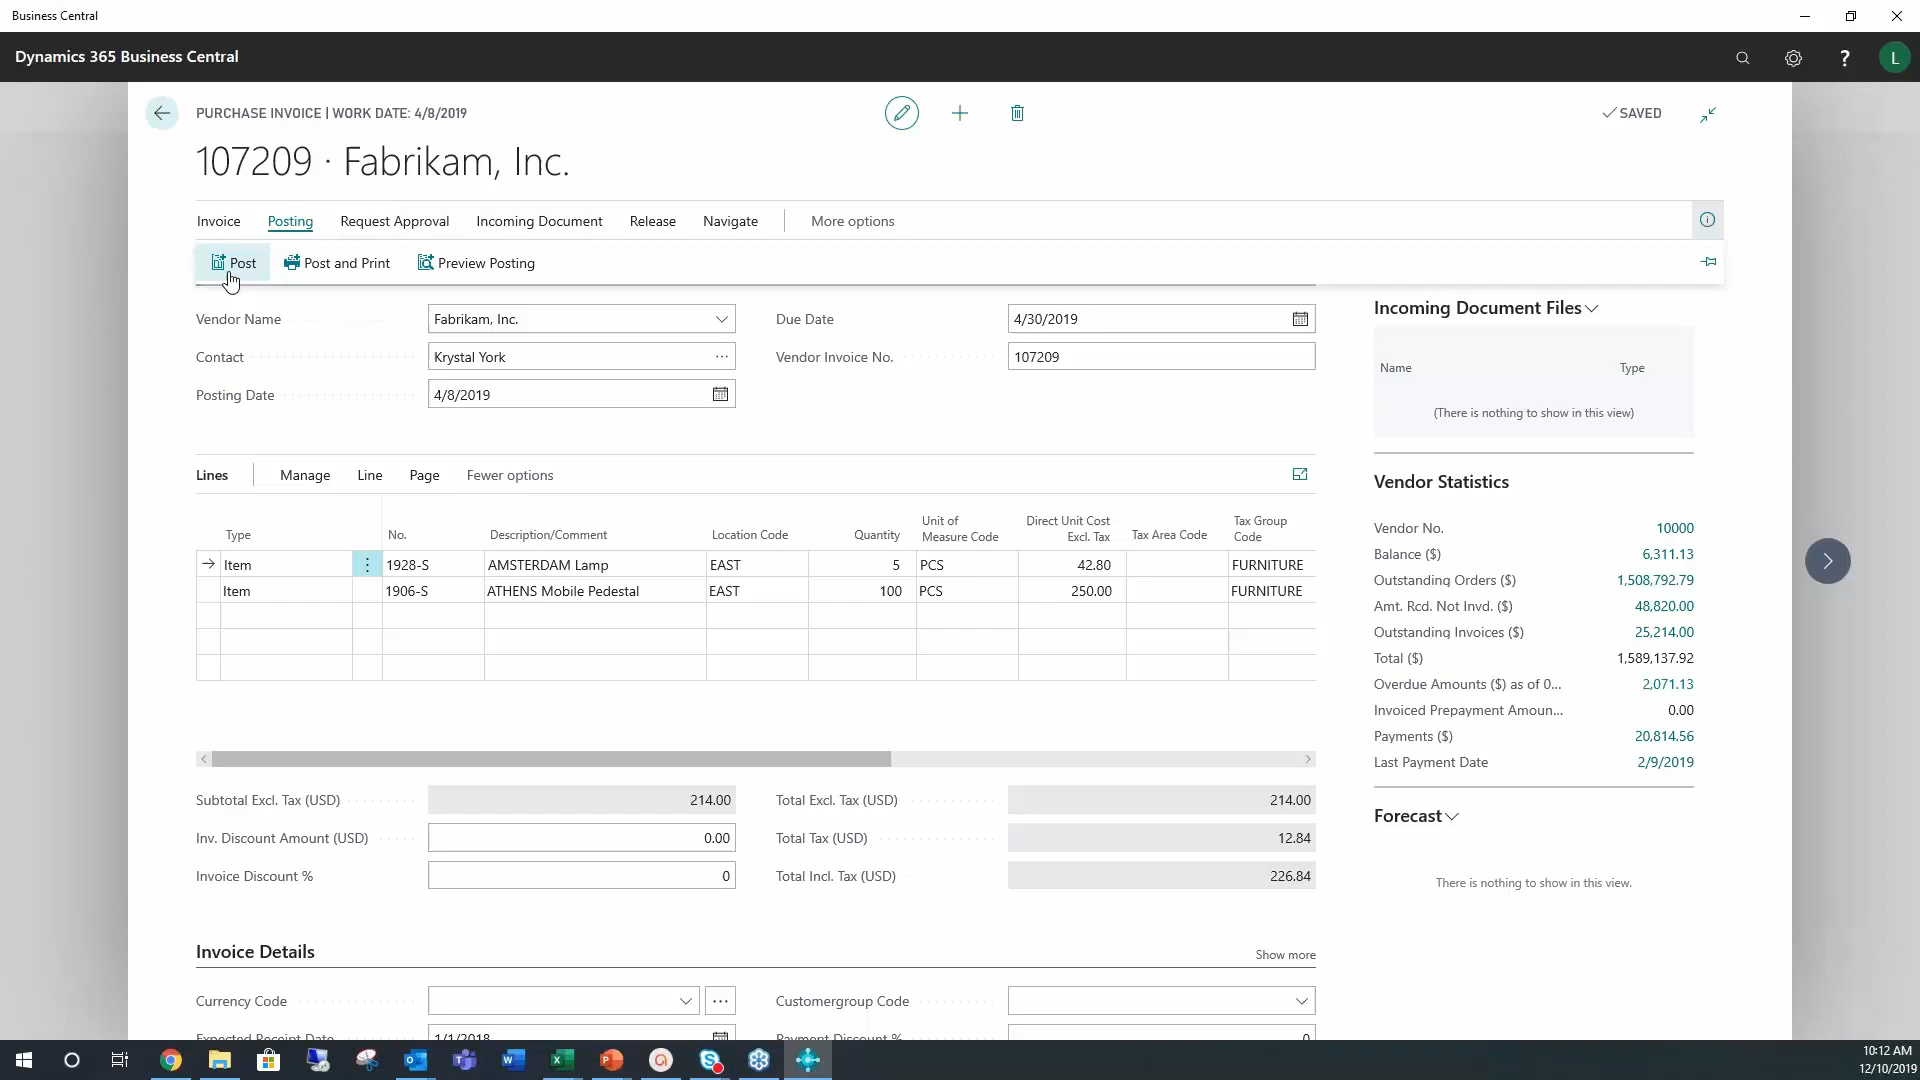 Business Central
Dynamics 365 Business Central
L
PURCHASE INVOICE | WORK DATE: 4/8/2019
SAVED
107209 · Fabrikam, Inc.
Invoice Posting Request Approval Incoming Document Release Navigate More options
Post Post and Print Preview Posting
Vendor Name Fabrikam, Inc. Due Date 4/30/2019
Contact Krystal York Vendor Invoice No. 107209
Posting Date 4/8/2019
Lines Manage Line Page Fewer options
Type No. Description/Comment Location Code Quantity Unit of Measure Code Direct Unit Cost Excl. Tax Tax Area Code Tax Group Code
Item 1928-S AMSTERDAM Lamp EAST 5 PCS 42.80 FURNITURE
Item 1906-S ATHENS Mobile Pedestal EAST 100 PCS 250.00 FURNITURE
Subtotal Excl. Tax (USD) 214.00 Total Excl. Tax (USD) 214.00
Inv. Discount Amount (USD) 0.00 Total Tax (USD) 12.84
Invoice Discount % 0 Total Incl. Tax (USD) 226.84
Invoice Details Show more
Currency Code Customergroup Code
Expected Receipt Date 1/1/2018 Payment Discount % 0
Incoming Document Files
Name Type
(There is nothing to show in this view)
Vendor Statistics
Vendor No. 10000
Balance ($) 6,311.13
Outstanding Orders ($) 1,508,792.79
Amt. Rcd. Not Invd. ($) 48,820.00
Outstanding Invoices ($) 25,214.00
Total ($) 1,589,137.92
Overdue Amounts ($) as of 0... 2,071.13
Invoiced Prepayment Amoun... 0.00
Payments ($) 20,814.56
Last Payment Date 2/9/2019
Forecast
There is nothing to show in this view.
10:12 AM
12/10/2019